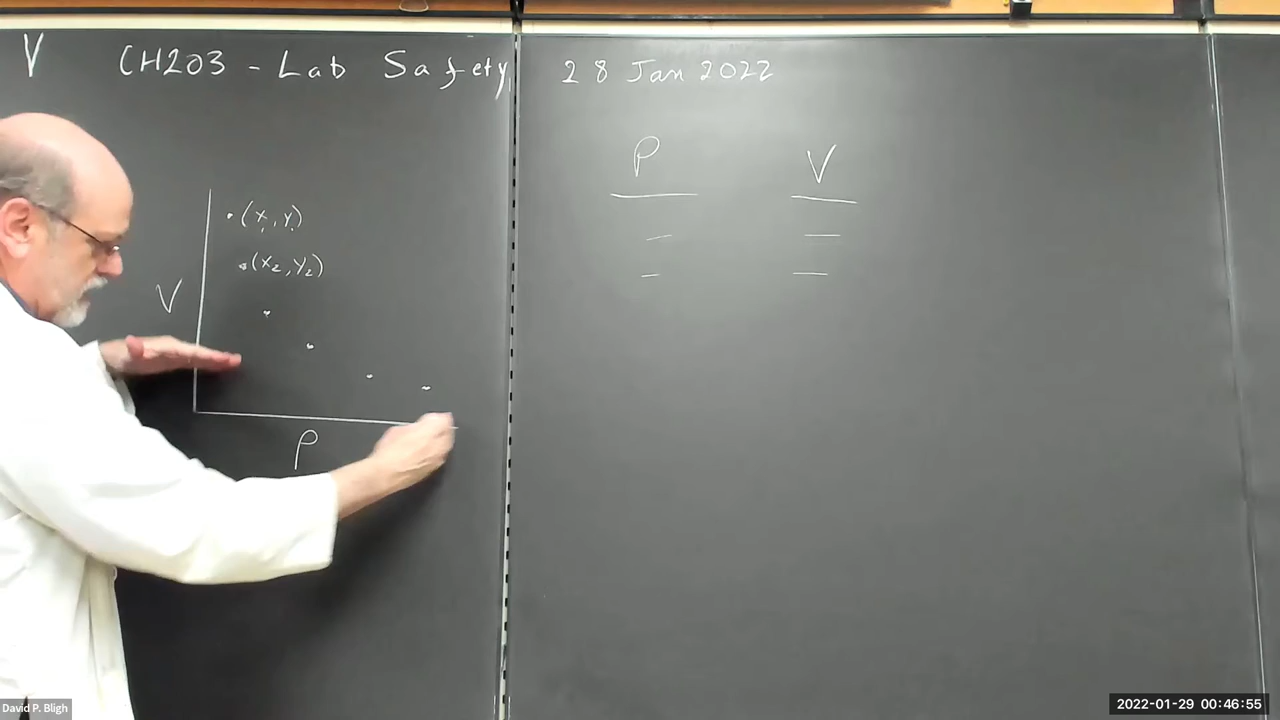 V CH203 - Lab Safety 28 Jan 2022
P V
(X₁, Y₁)
(X₂, Y₂)
V
P
David P. Bligh
2022-01-29 00:46:55